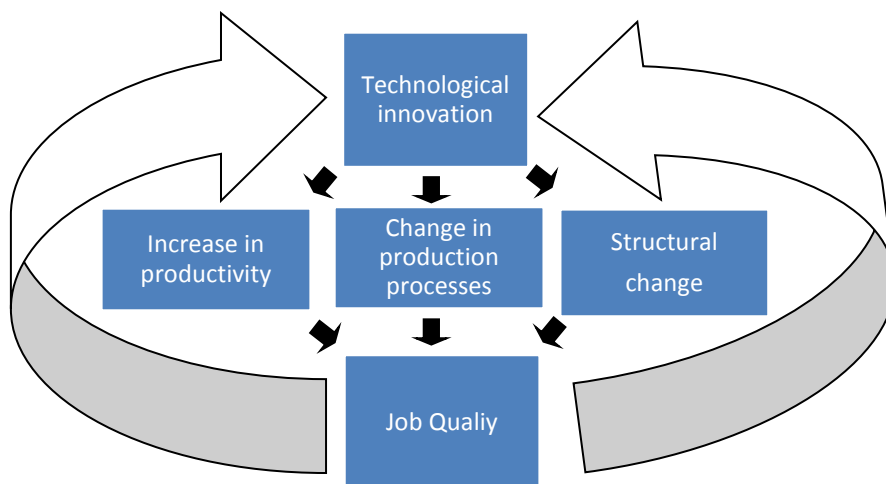 Technological
innovation
Increase in
productivity
Change in
production
processes
Structural
change
Job Qualiy